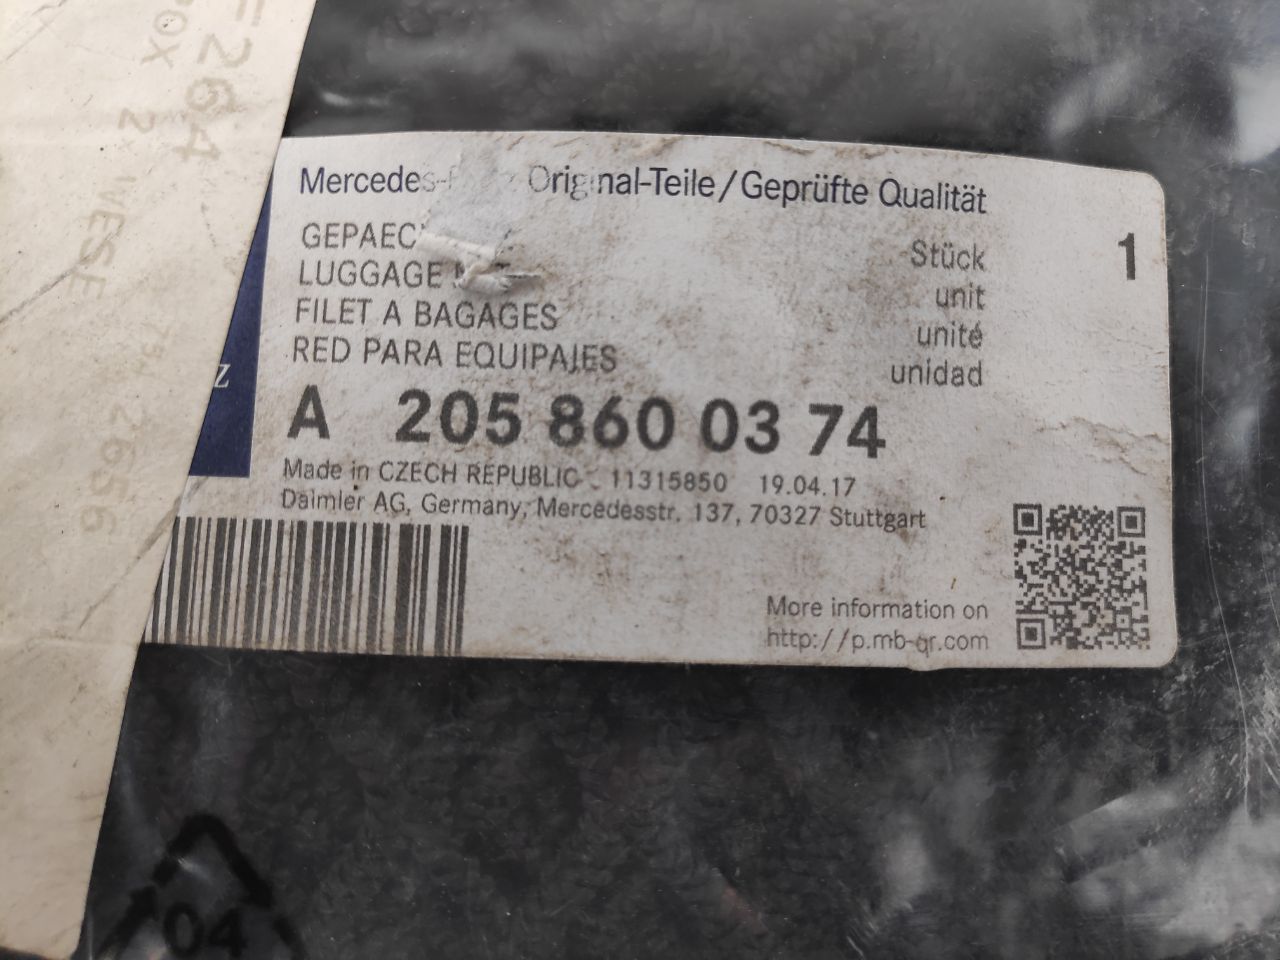 Mercedes- Original-Teile/Geprüfte Qualität
LUGGAGE
FILET A BAGAGES
RED PARA EQUIPAJES
Stück 1
unit
unité
unidad
A 205 860 03 74
Made in CZECH REPUBLIC 11315850 19.04.17
Daimler AG, Germany, Mercedesstr. 137, 70327 Stuttgart
More information on
http://p.mb-qr.com
04